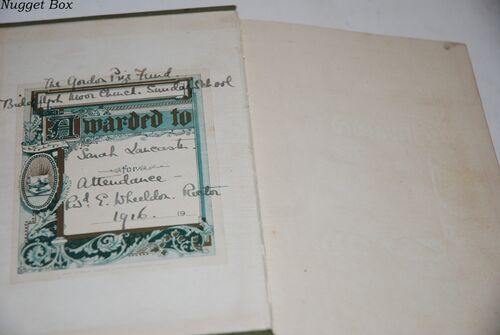 Nugget Box
The Gordon Prize Fund.
Moor Church. Sunday School
Awarded to
Sarah Lancaster
for
Attendance
E. Wheeldon. Rector
1916. 19